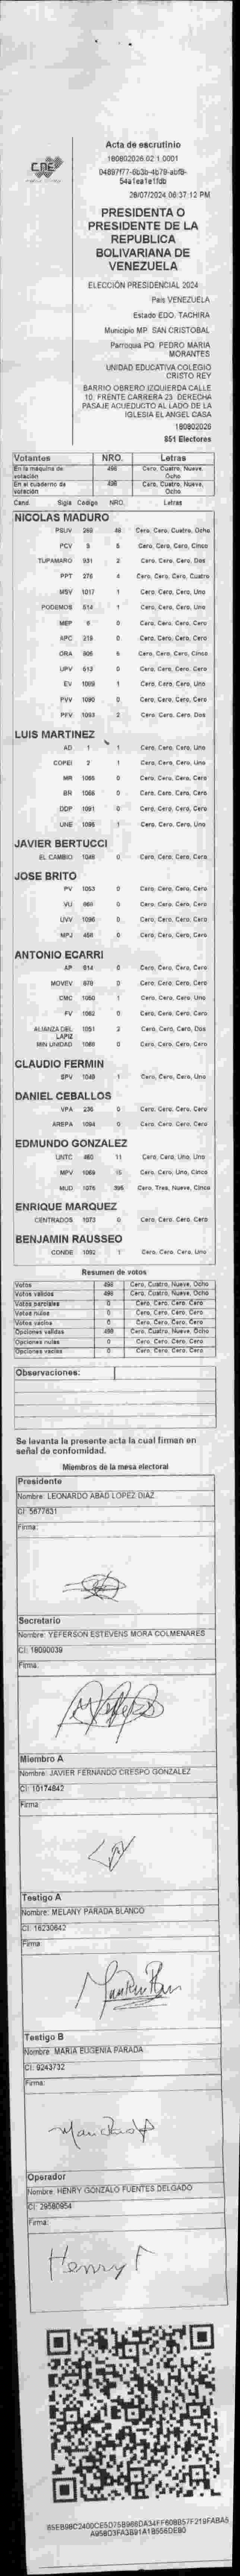 CNE
Acta de escrutinio
180802026.02.1.0001
04897f77-6b3b-4b79-abf8-
54a1ea1e1fdb
28/07/2024 06:37:12 PM
PRESIDENTA O
PRESIDENTE DE LA
REPUBLICA
BOLIVARIANA DE
VENEZUELA
ELECCIÓN PRESIDENCIAL 2024
País VENEZUELA
Estado EDO. TACHIRA
Municipio MP. SAN CRISTOBAL
Parroquia PQ. PEDRO MARIA
MORANTES
UNIDAD EDUCATIVA COLEGIO
CRISTO REY
BARRIO OBRERO IZQUIERDA CALLE
10. FRENTE CARRERA 23. DERECHA
PASAJE ACUEDUCTO AL LADO DE LA
IGLESIA EL ANGEL CASA
180802026
851 Electores
Votantes NRO. Letras
En la máquina de votación 498 Cero, Cuatro, Nueve, Ocho
En el cuaderno de votación 498 Cero, Cuatro, Nueve, Ocho
Cand. Sigla Código NRO. Letras
NICOLAS MADURO
PSUV 269 48 Cero, Cero, Cuatro, Ocho
PCV 3 5 Cero, Cero, Cero, Cinco
TUPAMARO 931 2 Cero, Cero, Cero, Dos
PPT 276 4 Cero, Cero, Cero, Cuatro
MSV 1017 1 Cero, Cero, Cero, Uno
PODEMOS 514 1 Cero, Cero, Cero, Uno
MEP 6 0 Cero, Cero, Cero, Cero
APC 219 0 Cero, Cero, Cero, Cero
ORA 806 5 Cero, Cero, Cero, Cinco
UPV 613 0 Cero, Cero, Cero, Cero
EV 1089 1 Cero, Cero, Cero, Uno
PVV 1090 0 Cero, Cero, Cero, Cero
PFV 1093 2 Cero, Cero, Cero, Dos
LUIS MARTINEZ
AD 1 1 Cero, Cero, Cero, Uno
COPEI 2 1 Cero, Cero, Cero, Uno
MR 1065 0 Cero, Cero, Cero, Cero
BR 1066 0 Cero, Cero, Cero, Cero
DDP 1091 0 Cero, Cero, Cero, Cero
UNE 1095 1 Cero, Cero, Cero, Uno
JAVIER BERTUCCI
EL CAMBIO 1048 0 Cero, Cero, Cero, Cero
JOSE BRITO
PV 1053 0 Cero, Cero, Cero, Cero
VU 668 0 Cero, Cero, Cero, Cero
UVV 1096 0 Cero, Cero, Cero, Cero
MPJ 456 0 Cero, Cero, Cero, Cero
ANTONIO ECARRI
AP 914 0 Cero, Cero, Cero, Cero
MOVEV 879 0 Cero, Cero, Cero, Cero
CMC 1050 1 Cero, Cero, Cero, Uno
FV 1062 0 Cero, Cero, Cero, Cero
ALIANZA DEL LAPIZ 1051 2 Cero, Cero, Cero, Dos
MIN UNIDAD 1068 0 Cero, Cero, Cero, Cero
CLAUDIO FERMIN
SPV 1049 1 Cero, Cero, Cero, Uno
DANIEL CEBALLOS
VPA 236 0 Cero, Cero, Cero, Cero
AREPA 1094 0 Cero, Cero, Cero, Cero
EDMUNDO GONZALEZ
UNTC 460 11 Cero, Cero, Uno, Uno
MPV 1069 15 Cero, Cero, Uno, Cinco
MUD 1075 395 Cero, Tres, Nueve, Cinco
ENRIQUE MARQUEZ
CENTRADOS 1073 0 Cero, Cero, Cero, Cero
BENJAMIN RAUSSEO
CONDE 1092 1 Cero, Cero, Cero, Uno
Resumen de votos
Votos 498 Cero, Cuatro, Nueve, Ocho
Votos válidos 498 Cero, Cuatro, Nueve, Ocho
Votos parciales 0 Cero, Cero, Cero, Cero
Votos nulos 0 Cero, Cero, Cero, Cero
Votos vacíos 0 Cero, Cero, Cero, Cero
Opciones válidas 498 Cero, Cuatro, Nueve, Ocho
Opciones nulas 0 Cero, Cero, Cero, Cero
Opciones vacías 0 Cero, Cero, Cero, Cero
Observaciones:
Se levanta la presente acta la cual firman en
señal de conformidad.
Miembros de la mesa electoral
Presidente
Nombre: LEONARDO ABAD LOPEZ DIAZ
CI: 5677631
Firma:
Secretario
Nombre: YEFERSON ESTEVENS MORA COLMENARES
CI: 18090039
Firma:
Miembro A
Nombre: JAVIER FERNANDO CRESPO GONZALEZ
CI: 10174842
Firma:
Testigo A
Nombre: MELANY PARADA BLANCO
CI: 16230642
Firma:
Testigo B
Nombre: MARIA EUGENIA PARADA
CI: 9243732
Firma:
Operador
Nombre: HENRY GONZALO FUENTES DELGADO
CI: 29580954
Firma:
Henry F